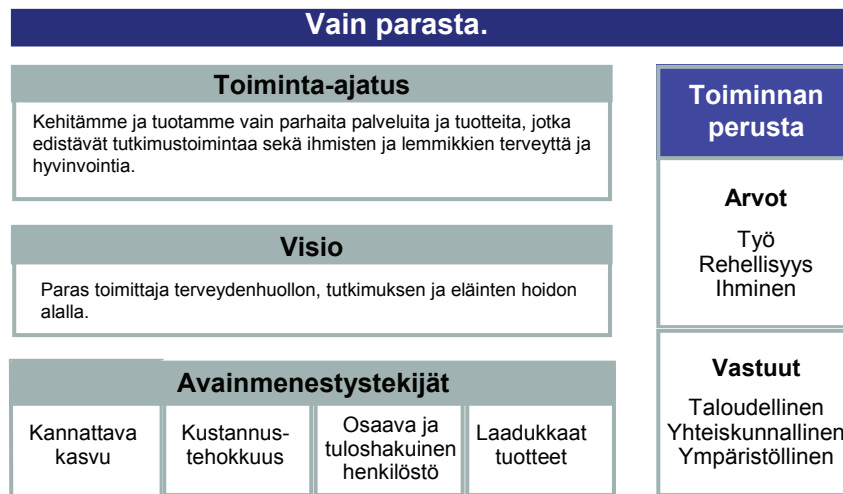 Vain parasta.
Toiminta-ajatus
Kehitämme ja tuotamme vain parhaita palveluita ja tuotteita, jotka
edistävät tutkimustoimintaa sekä ihmisten ja lemmikkien terveyttä ja
hyvinvointia.
Visio
Paras toimittaja terveydenhuollon, tutkimuksen ja eläinten hoidon
alalla.
Avainmenestystekijät
Kannattava
kasvu
Kustannus-
tehokkuus
Osaava ja
tuloshakuinen
henkilöstö
Laadukkaat
tuotteet
Toiminnan
perusta
Arvot
Työ
Rehellisyys
Ihminen
Vastuut
Taloudellinen
Yhteiskunnallinen
Ympäristöllinen